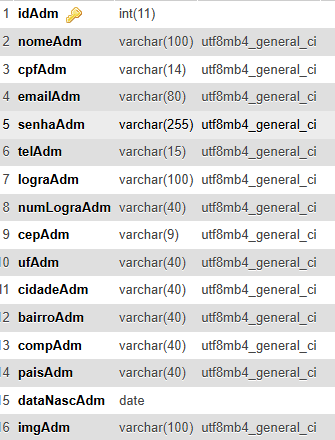 1 idAdm int(11)
2 nomeAdm varchar(100) utf8mb4_general_ci
3 cpfAdm varchar(14) utf8mb4_general_ci
4 emailAdm varchar(80) utf8mb4_general_ci
5 senhaAdm varchar(255) utf8mb4_general_ci
6 telAdm varchar(15) utf8mb4_general_ci
7 lograAdm varchar(100) utf8mb4_general_ci
8 numLograAdm varchar(40) utf8mb4_general_ci
9 cepAdm varchar(9) utf8mb4_general_ci
10 ufAdm varchar(40) utf8mb4_general_ci
11 cidadeAdm varchar(40) utf8mb4_general_ci
12 bairroAdm varchar(40) utf8mb4_general_ci
13 compAdm varchar(40) utf8mb4_general_ci
14 paisAdm varchar(40) utf8mb4_general_ci
15 dataNascAdm date
16 imgAdm varchar(100) utf8mb4_general_ci